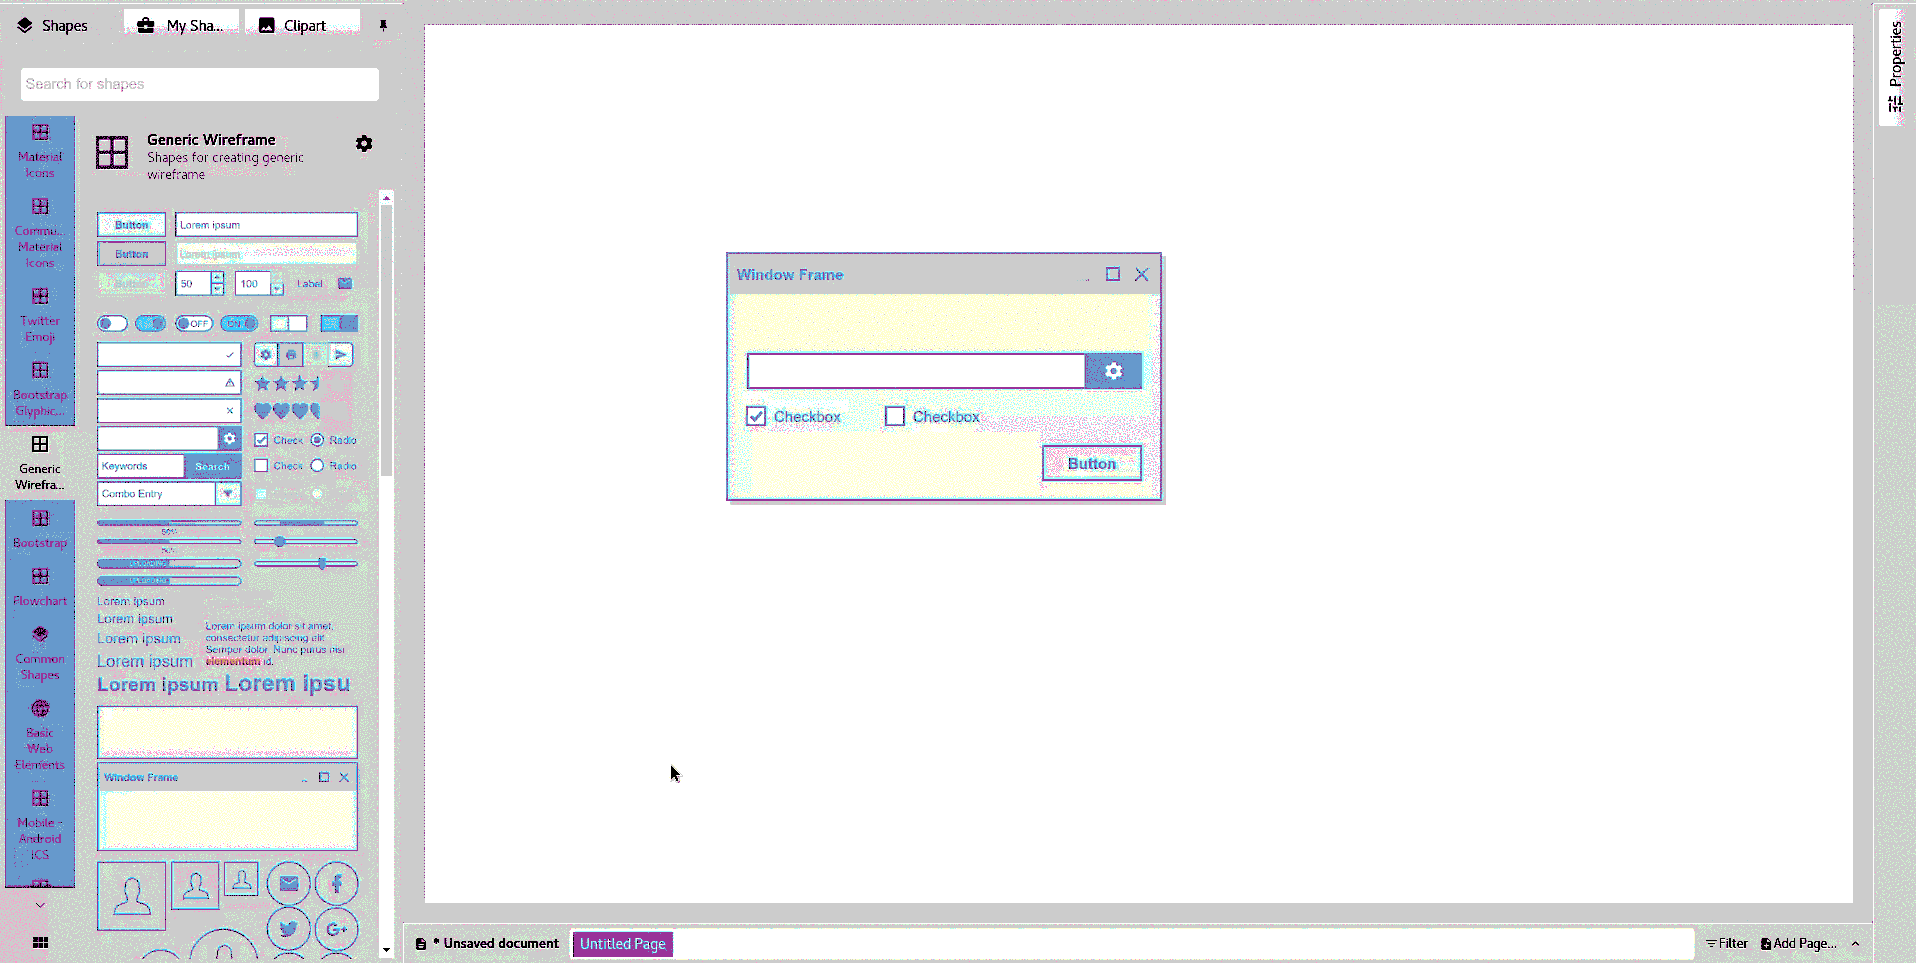 Shapes
My Sha...
Clipart
Search for shapes
Material
Icons
Commu...
Material
Icons
Twitter
Emoji
Bootstrap
Glyphic...
Generic
Wirefra...
Bootstrap
Flowchart
Common
Shapes
Basic
Web
Elements
Mobile -
Android
ICS
Generic Wireframe
Shapes for creating generic
wireframe
Button
Lorem ipsum
Button
Lorem ipsum
Button
50
100
Label
OFF
ON
Check
Radio
Keywords
Search
Check
Radio
Combo Entry
50%
50%
Lorem ipsum
Lorem ipsum
Lorem ipsum
Lorem ipsum
Lorem ipsum dolor sit amet,
consectetur adipiscing elit.
Semper dolor. Nunc purus nisi
elementum id.
Lorem ipsum
Lorem ipsu
Window Frame
Window Frame
Checkbox
Checkbox
Button
* Unsaved document
Untitled Page
Filter
Add Page...
Properties